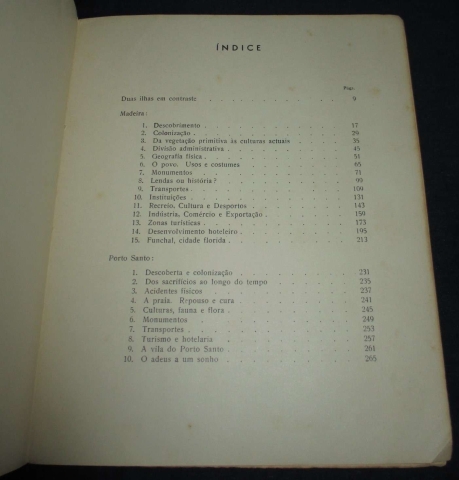 ÍNDICE
Págs.
Duas ilhas em contraste 9
Madeira:
1. Descobrimento 17
2. Colonização 29
3. Da vegetação primitiva às culturas actuais 35
4. Divisão administrativa 45
5. Geografia física 51
6. O povo. Usos e costumes 65
7. Monumentos 71
8. Lendas ou história? 99
9. Transportes 109
10. Instituições 131
11. Recreio, Cultura e Desportos 143
12. Indústria, Comércio e Exportação 159
13. Zonas turísticas 173
14. Desenvolvimento hoteleiro 195
15. Funchal, cidade florida 213
Porto Santo:
1. Descoberta e colonização 231
2. Dos sacrifícios ao longo do tempo 235
3. Acidentes físicos 237
4. A praia. Repouso e cura 241
5. Culturas, fauna e flora 245
6. Monumentos 249
7. Transportes 253
8. Turismo e hotelaria 257
9. A vila do Porto Santo 261
10. O adeus a um sonho 265